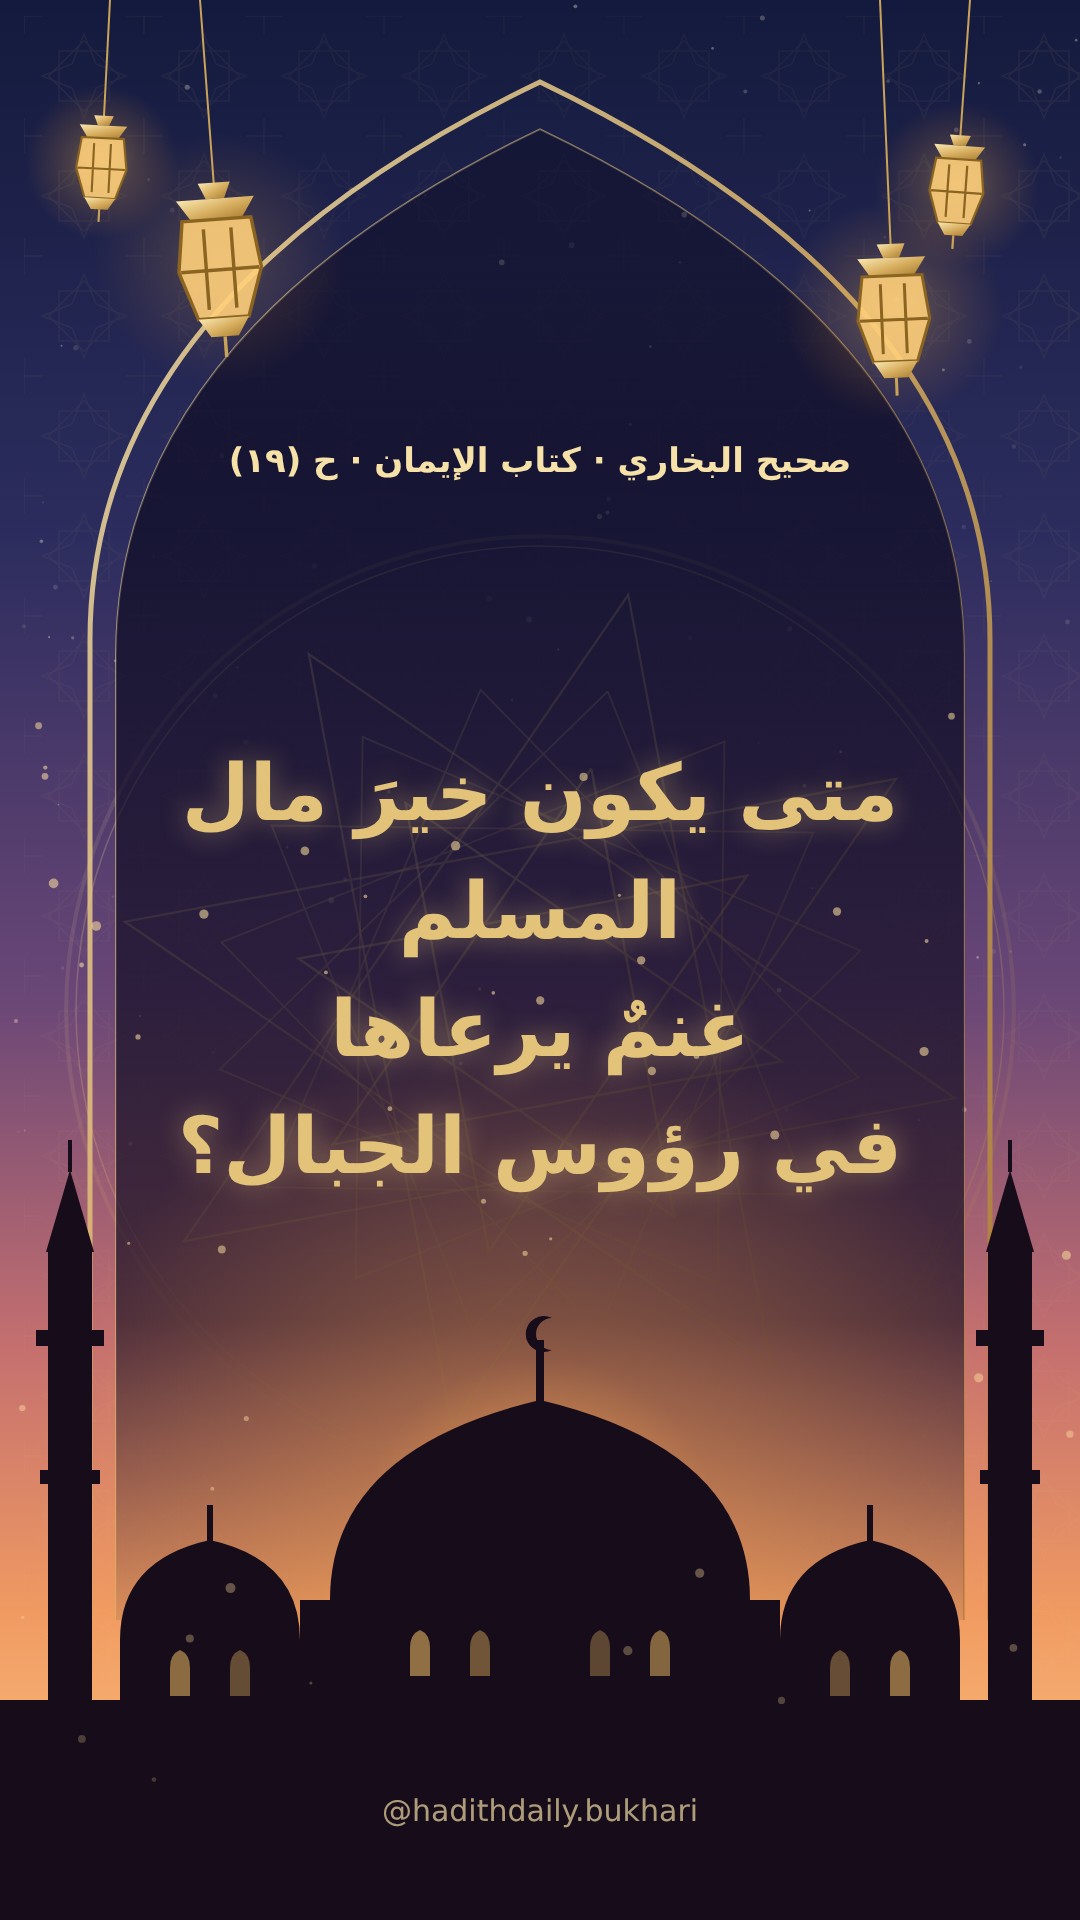 صحيح البخاري · كتاب الإيمان · ح (١٩)
متى يكون خيرَ مال
المسلم
غنمٌ يرعاها
في رؤوس الجبال؟
@hadithdaily.bukhari